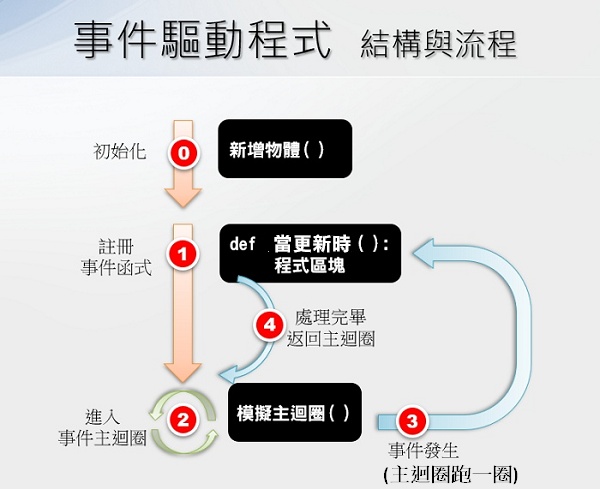 事件驅動程式 結構與流程
初始化
0
新增物體()
註冊
事件函式
1
def 當更新時():
程式區塊
4
處理完畢
返回主迴圈
進入
事件主迴圈
2
模擬主迴圈()
3
事件發生
(主迴圈跑一圈)